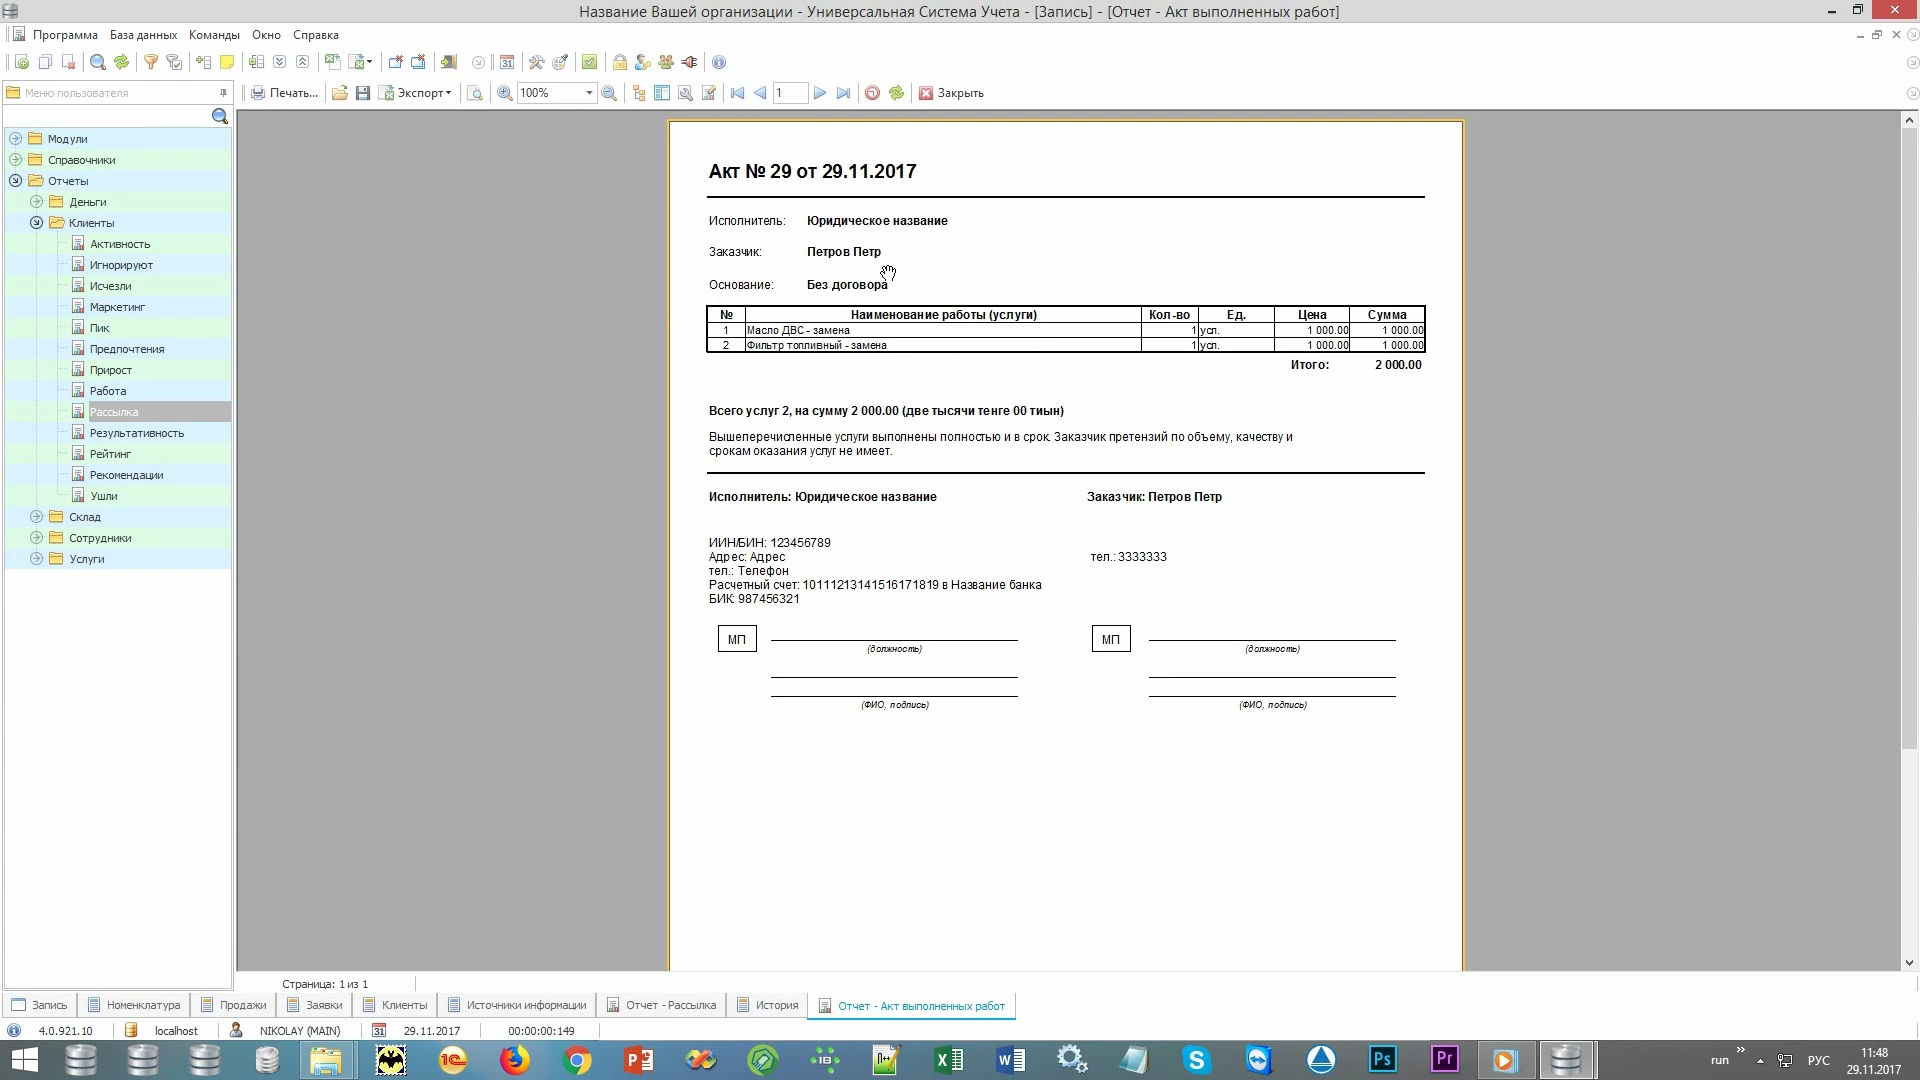 Название Вашей организации - Универсальная Система Учета - [Запись] - [Отчет - Акт выполненных работ]
Программа База данных Команды Окно Справка
Меню пользователя
Печать... Экспорт 100% 1 Закрыть
Модули
Справочники
Отчеты
Деньги
Клиенты
Активность
Игнорируют
Исчезли
Маркетинг
Пик
Предпочтения
Прирост
Работа
Рассылка
Результативность
Рейтинг
Рекомендации
Ушли
Склад
Сотрудники
Услуги
Акт № 29 от 29.11.2017
Исполнитель: Юридическое название
Заказчик: Петров Петр
Основание: Без договора
№ Наименование работы (услуги) Кол-во Ед. Цена Сумма
1 Масло ДВС - замена 1 усл. 1 000.00 1 000.00
2 Фильтр топливный - замена 1 усл. 1 000.00 1 000.00
Итого: 2 000.00
Всего услуг 2, на сумму 2 000.00 (две тысячи тенге 00 тиын)
Вышеперечисленные услуги выполнены полностью и в срок. Заказчик претензий по объему, качеству и
срокам оказания услуг не имеет.
Исполнитель: Юридическое название Заказчик: Петров Петр
ИИН/БИН: 123456789
Адрес: Адрес тел.: 3333333
тел.: Телефон
Расчетный счет: 10111213141516171819 в Название банка
БИК: 987456321
МП МП
(должность) (должность)
(ФИО, подпись) (ФИО, подпись)
Страница: 1 из 1
Запись Номенклатура Продажи Заявки Клиенты Источники информации Отчет - Рассылка История Отчет - Акт выполненных работ
4.0.921.10 localhost NIKOLAY (MAIN) 31 29.11.2017 00:00:00:149
run РУС 11:48
29.11.2017